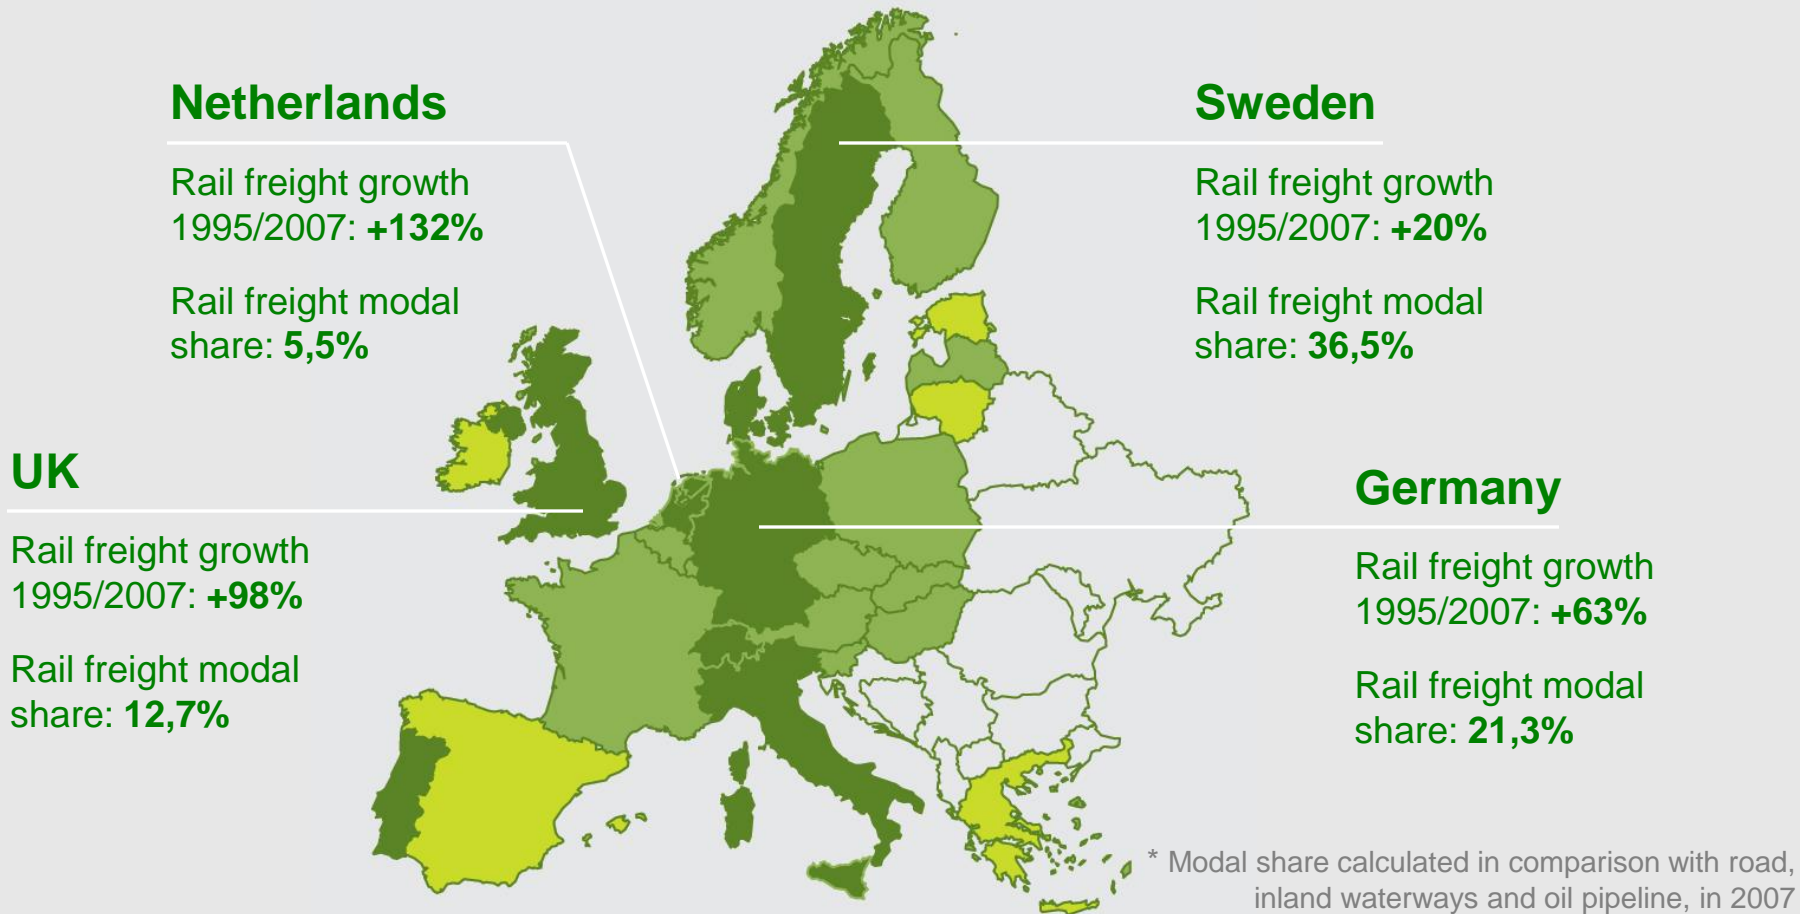 Netherlands
Rail freight growth
1995/2007: +132%
Rail freight modal
share: 5,5%
Sweden
Rail freight growth
1995/2007: +20%
Rail freight modal
share: 36,5%
UK
Rail freight growth
1995/2007: +98%
Rail freight modal
share: 12,7%
Germany
Rail freight growth
1995/2007: +63%
Rail freight modal
share: 21,3%
* Modal share calculated in comparison with road,
inland waterways and oil pipeline, in 2007